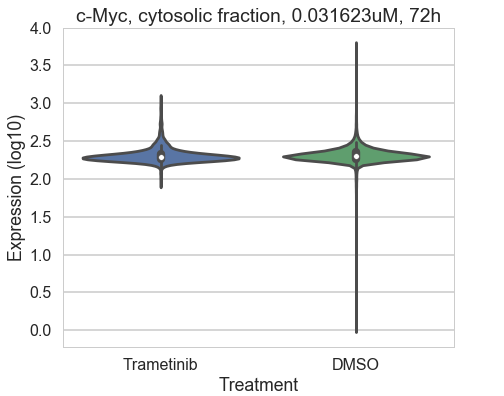 c-Myc, cytosolic fraction, 0.031623uM, 72h
Expression (log10)
4.0
3.5
3.0
2.5
2.0
1.5
1.0
0.5
0.0
Trametinib
DMSO
Treatment